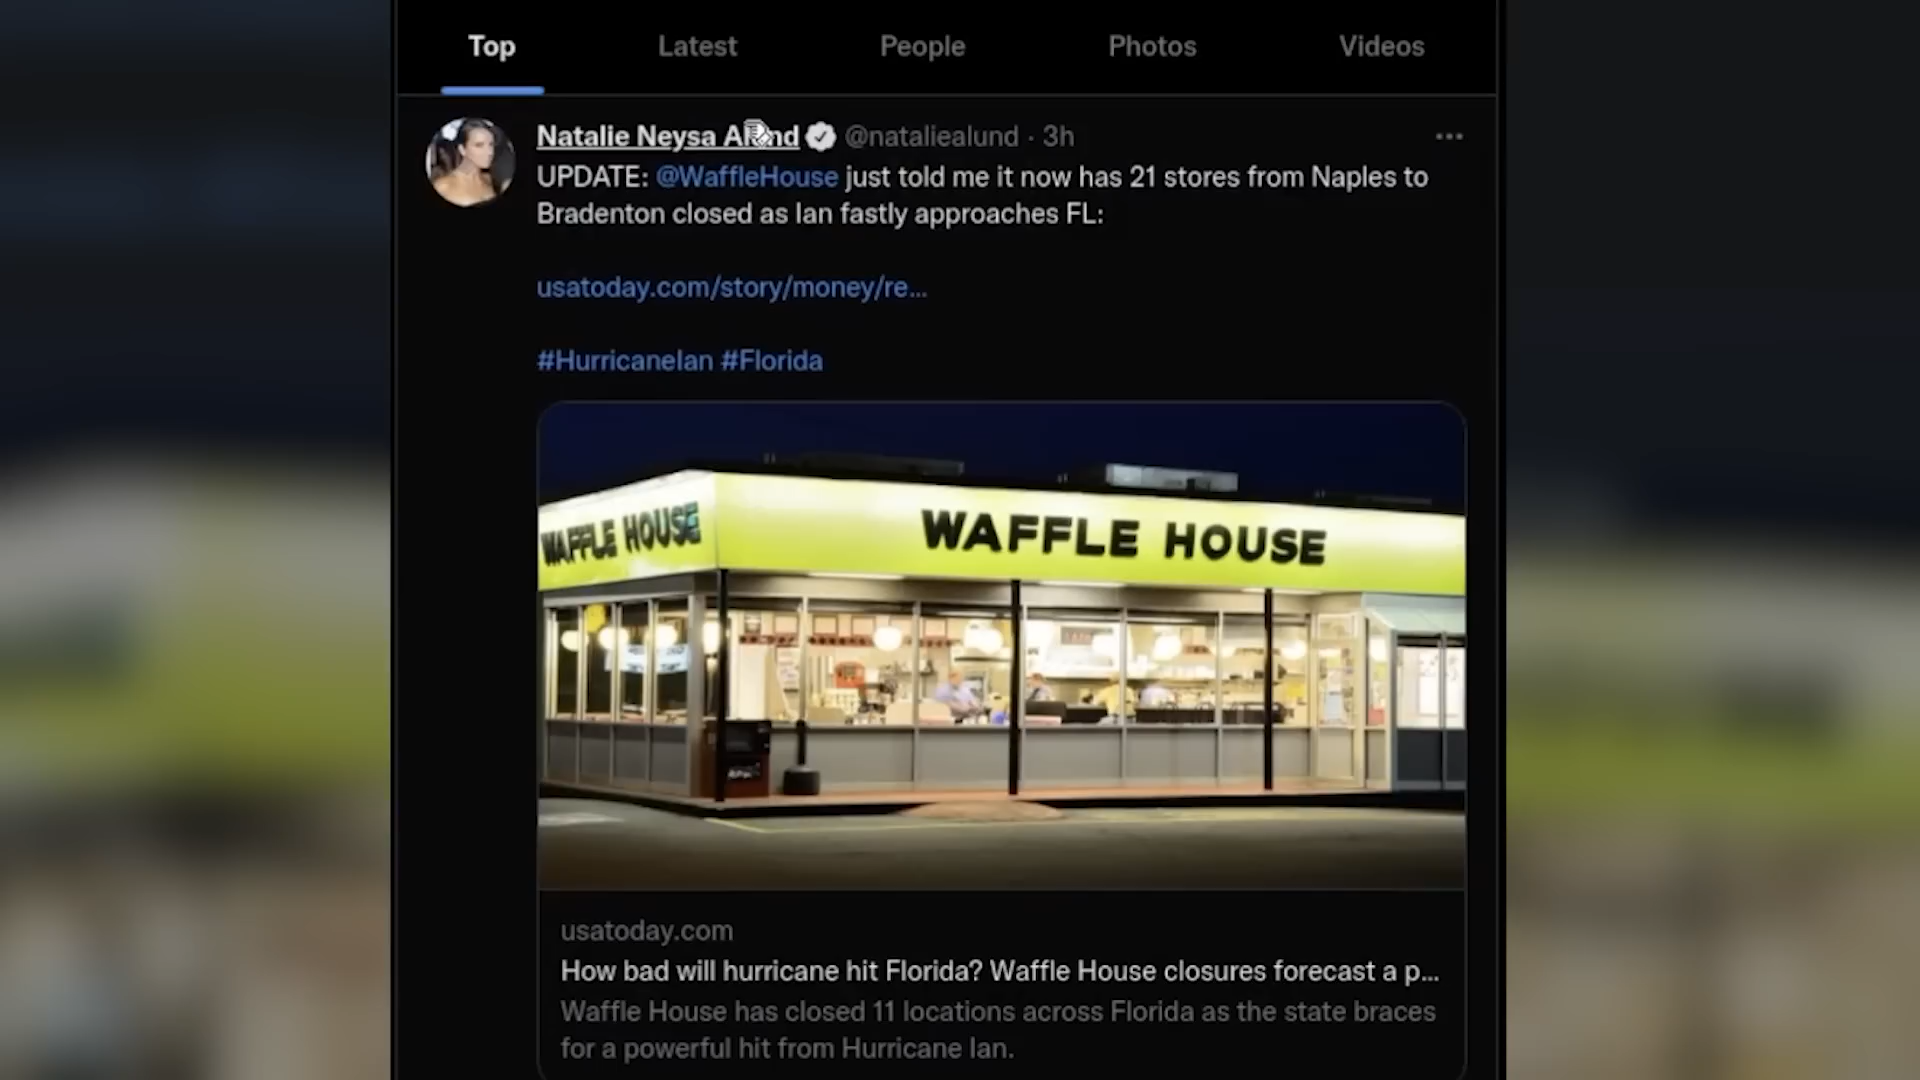 Top Latest People Photos Videos
Natalie Neysa Alund @nataliealund · 3h
UPDATE: @WaffleHouse just told me it now has 21 stores from Naples to
Bradenton closed as Ian fastly approaches FL:
usatoday.com/story/money/re...
#HurricaneIan #Florida
WAFFLE HOUSE WAFFLE HOUSE
usatoday.com
How bad will hurricane hit Florida? Waffle House closures forecast a p...
Waffle House has closed 11 locations across Florida as the state braces
for a powerful hit from Hurricane Ian.